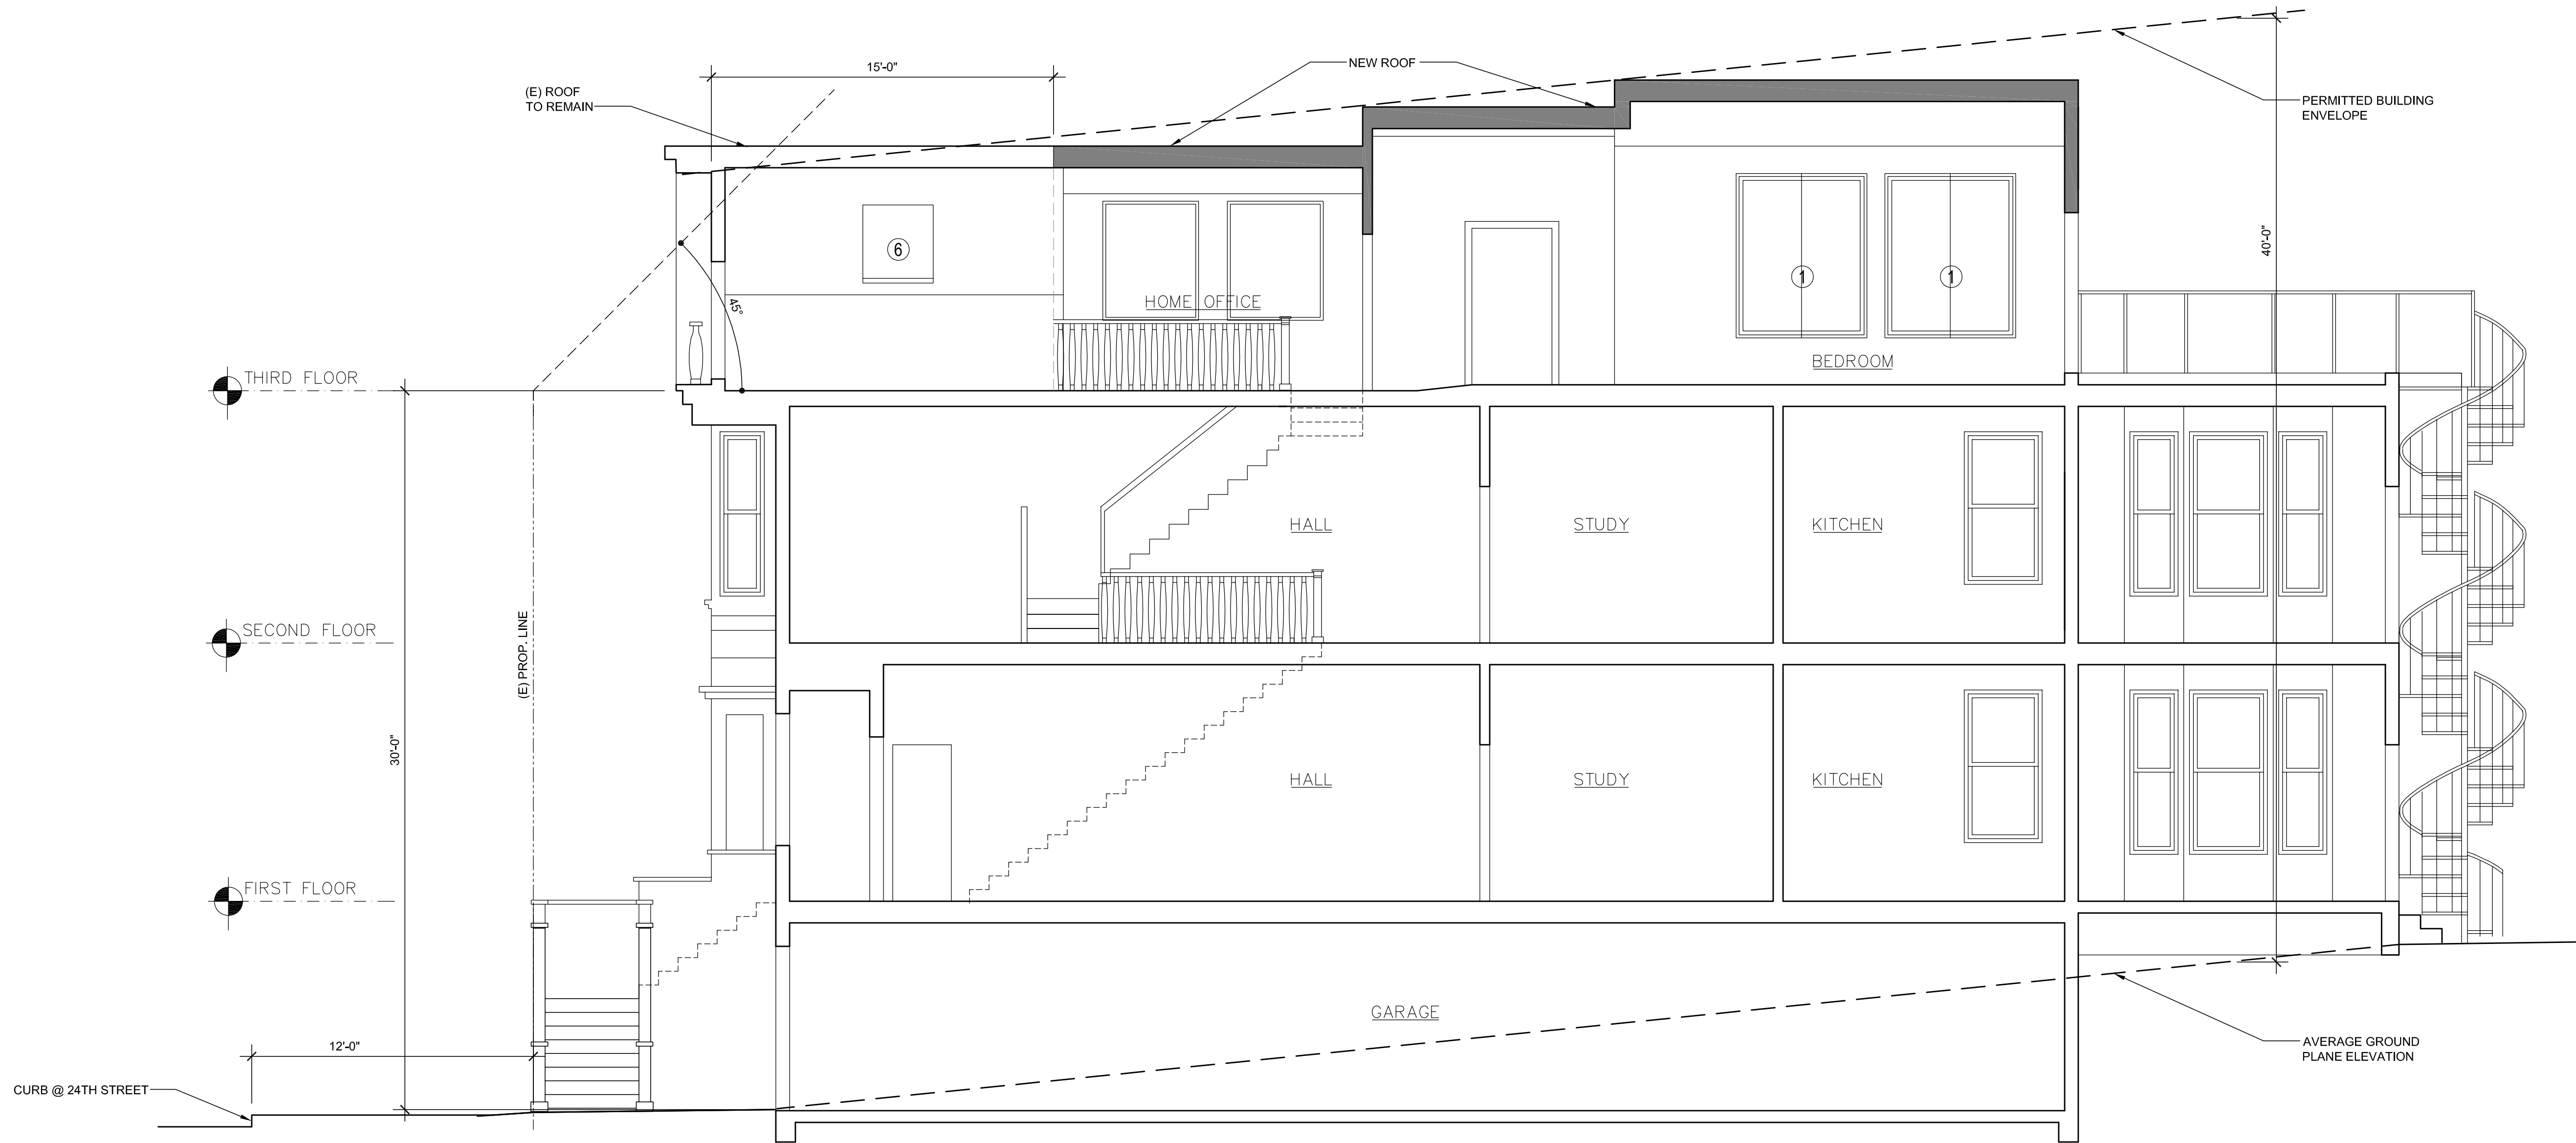 15'-0"
NEW ROOF
(E) ROOF
TO REMAIN
PERMITTED BUILDING
ENVELOPE
6
45°
HOME OFFICE
1
1
BEDROOM
40'-0"
THIRD FLOOR
HALL
STUDY
KITCHEN
SECOND FLOOR
(E) PROP. LINE
30'-0"
HALL
STUDY
KITCHEN
FIRST FLOOR
GARAGE
12'-0"
AVERAGE GROUND
PLANE ELEVATION
CURB @ 24TH STREET